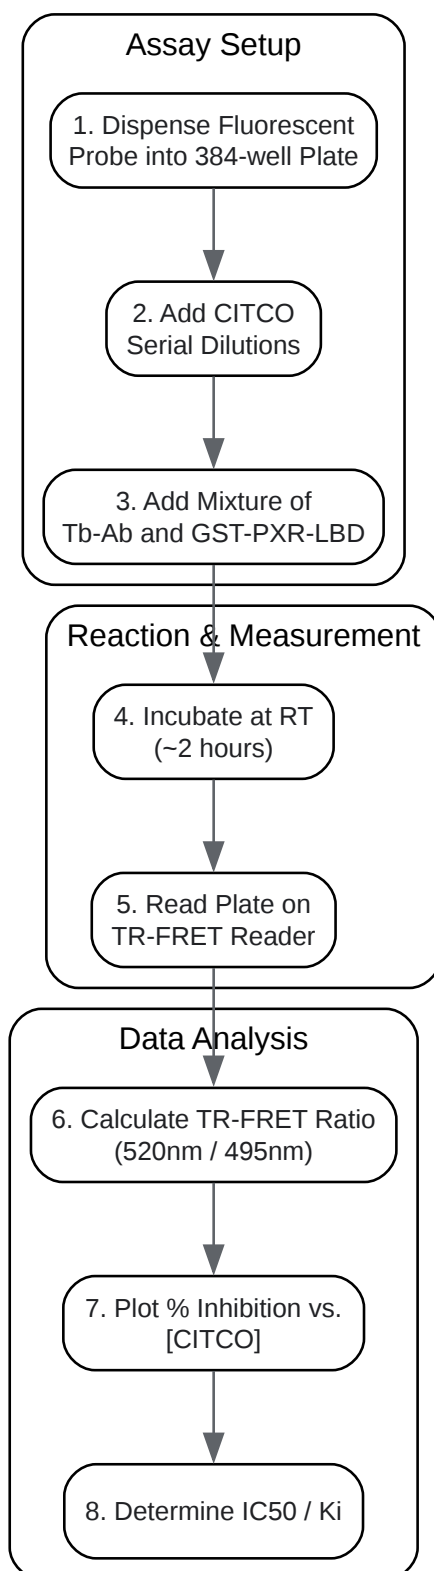 Assay Setup
1. Dispense Fluorescent
Probe into 384-well Plate
2. Add CITCO
Serial Dilutions
3. Add Mixture of
Tb-Ab and GST-PXR-LBD
Reaction & Measurement
4. Incubate at RT
(~2 hours)
5. Read Plate on
TR-FRET Reader
Data Analysis
6. Calculate TR-FRET Ratio
(520nm / 495nm)
7. Plot % Inhibition vs.
[CITCO]
8. Determine IC50 / Ki